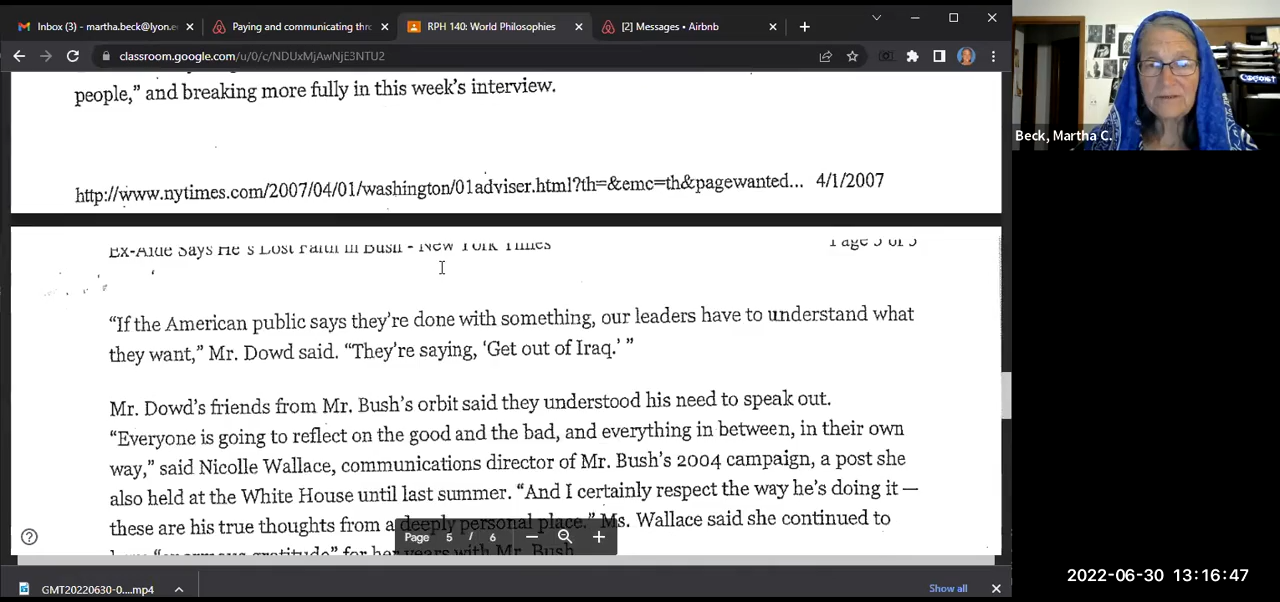 Inbox (3) - martha.beck@lyon.e
Paying and communicating thro
RPH 140: World Philosophies
[2] Messages • Airbnb
classroom.google.com/u/0/c/NDUxMjAwNjE3NTU2
people,” and breaking more fully in this week’s interview.
Beck, Martha C.
http://www.nytimes.com/2007/04/01/washington/01adviser.html?th=&emc=th&pagewanted... 4/1/2007
Ex-Aide Says He’s Lost Faith in Bush - New York Times Page 5 of 5
“If the American public says they’re done with something, our leaders have to understand what
they want,” Mr. Dowd said. “They’re saying, ‘Get out of Iraq.’ ”
Mr. Dowd’s friends from Mr. Bush’s orbit said they understood his need to speak out.
“Everyone is going to reflect on the good and the bad, and everything in between, in their own
way,” said Nicolle Wallace, communications director of Mr. Bush’s 2004 campaign, a post she
also held at the White House until last summer. “And I certainly respect the way he’s doing it —
these are his true thoughts from a deeply personal place.” Ms. Wallace said she continued to
“enormous gratitude” for her years with Mr. Bush
Page 5 / 6
GMT20220630-0....mp4
Show all
2022-06-30 13:16:47